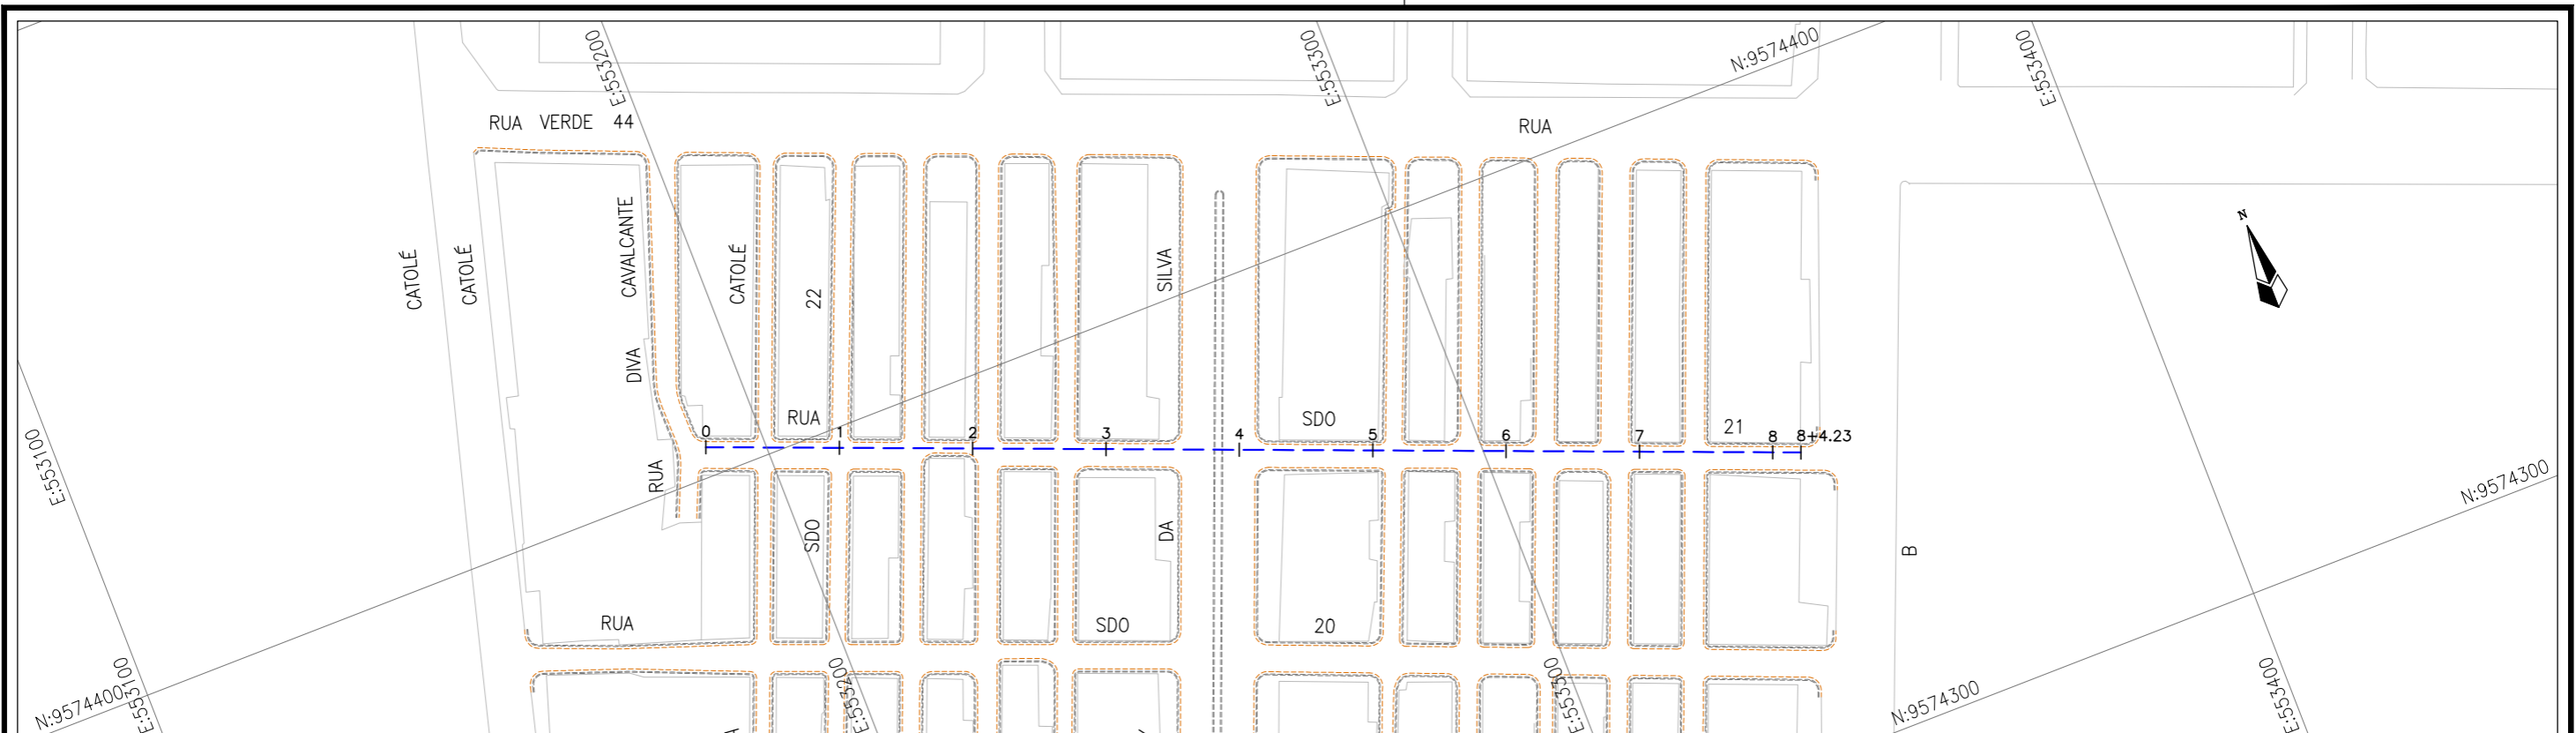 E:553200
E:553300
N:9574400
E:553400
RUA VERDE 44
RUA
N
CATOLÉ
CATOLÉ
CAVALCANTE
CATOLÉ
22
SILVA
DIVA
RUA
SDO
21
0
1
2
3
4
5
6
7
8
8+4.23
E:553100
RUA
SDO
DA
B
N:9574300
RUA
SDO
20
N:9574400
E:553100
E:553200
E:553300
N:9574300
E:553400